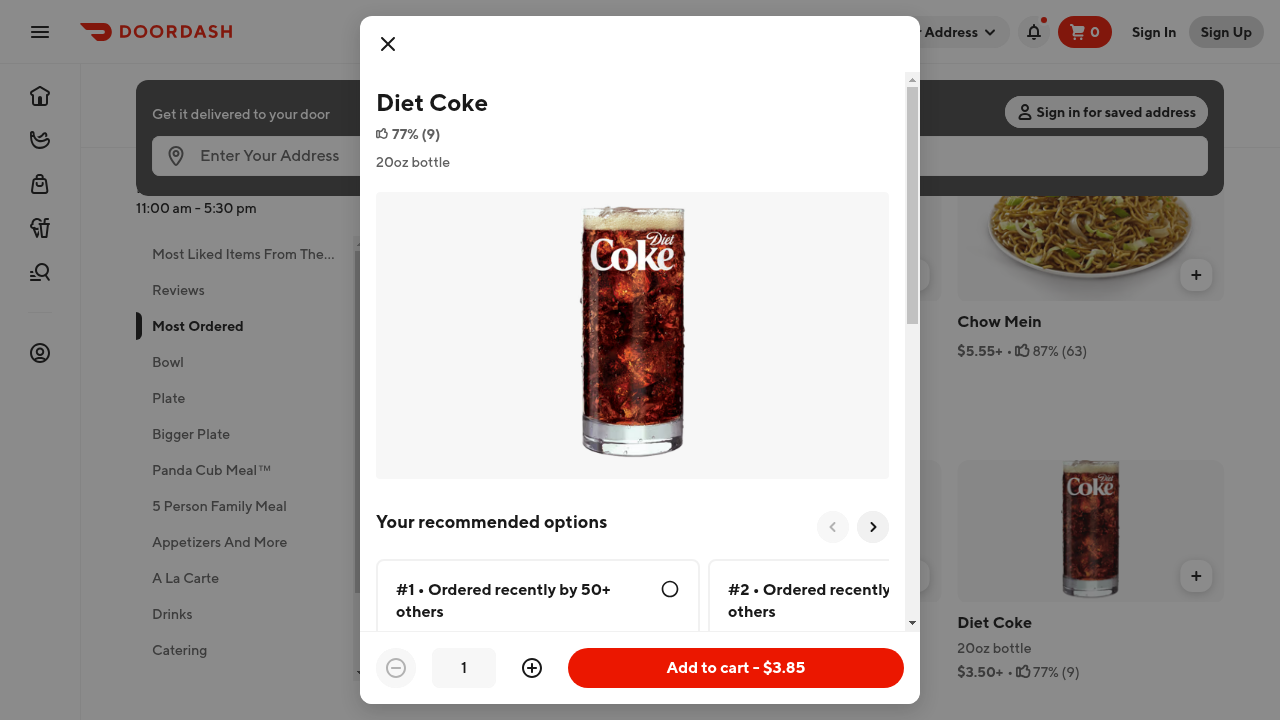 DOORDASH
Address
0
Sign In
Sign Up
Get it delivered to your door
Sign in for saved address
Enter Your Address
11:00 am - 5:30 pm
Most Liked Items From The...
Reviews
Most Ordered
Bowl
Plate
Bigger Plate
Panda Cub Meal™
5 Person Family Meal
Appetizers And More
A La Carte
Drinks
Catering
Diet Coke
77% (9)
20oz bottle
Diet
Coke
Your recommended options
#1 • Ordered recently by 50+
others
#2 • Ordered recently
others
1
Add to cart - $3.85
Chow Mein
$5.55+ • 87% (63)
Diet
Coke
Diet Coke
20oz bottle
$3.50+ • 77% (9)